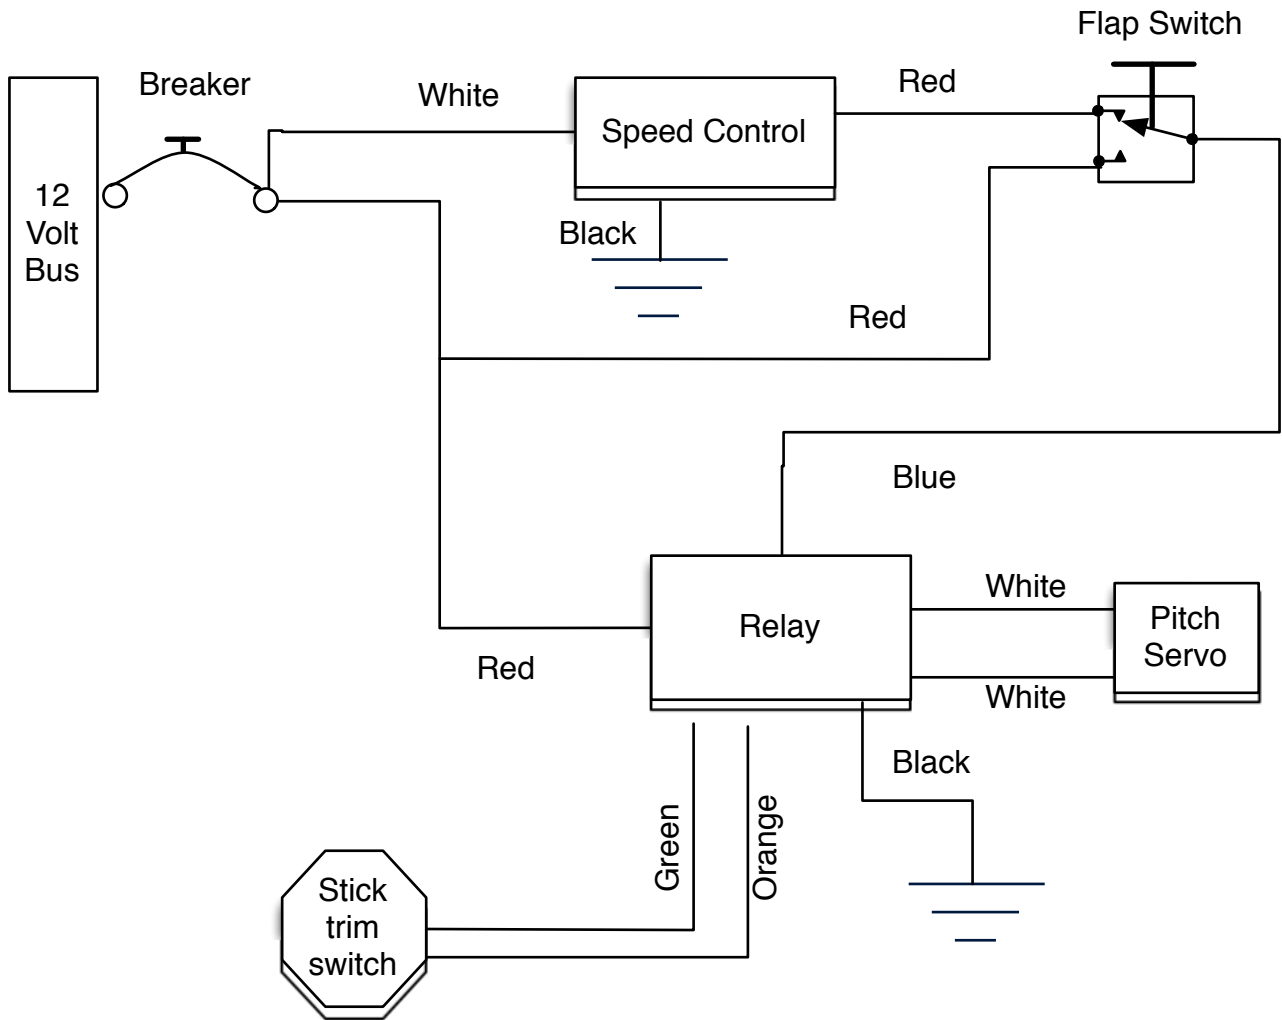 Flap Switch
Breaker
White
Red
Speed Control
12
Volt
Bus
Black
Red
Blue
White
Relay
Pitch
Servo
Red
White
Black
Green
Orange
Stick
trim
switch